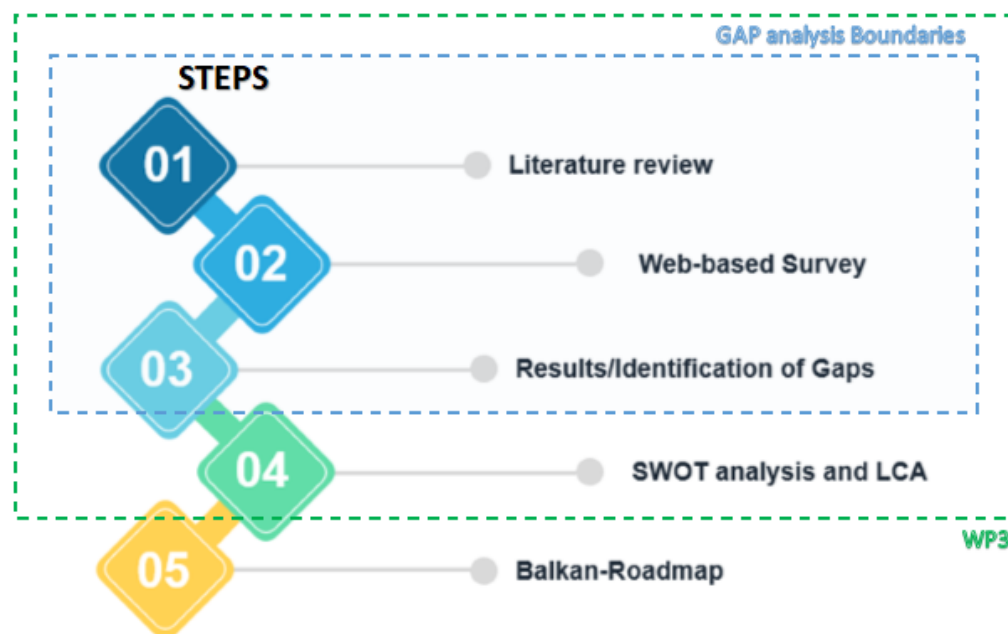 GAP analysis Boundaries
STEPS
01
Literature review
02
Web-based Survey
03
Results/Identification of Gaps
04
SWOT analysis and LCA
WP3
05
Balkan-Roadmap